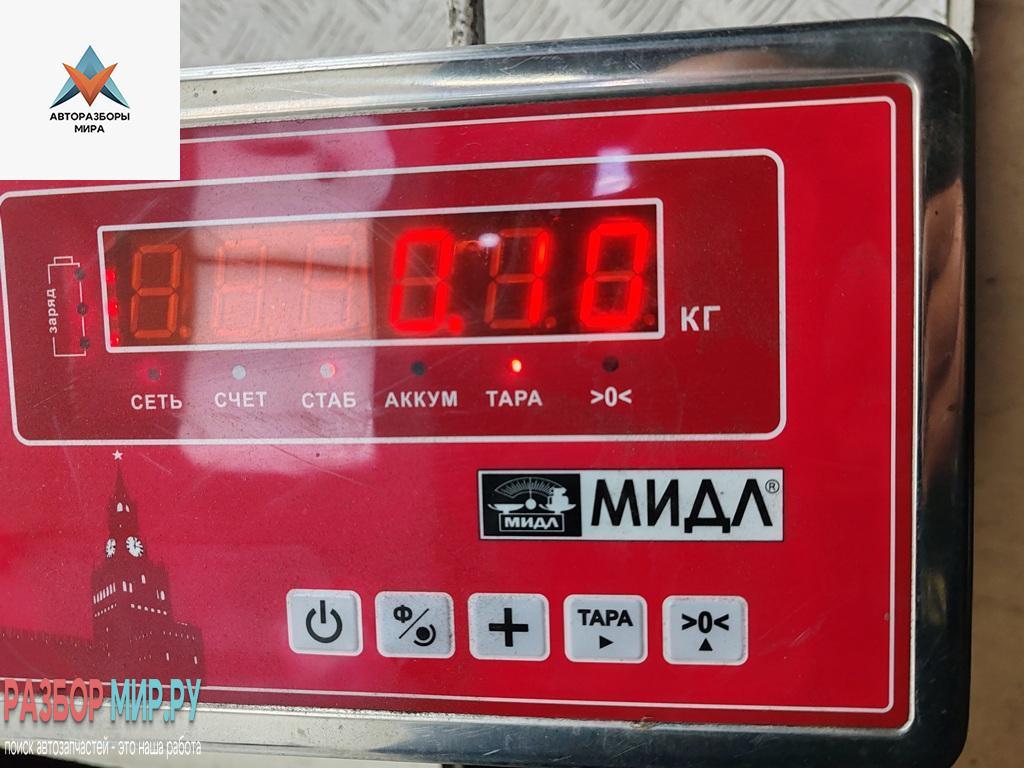 АВТОРАЗБОРЫ
МИРА
заряд
0.10
КГ
СЕТЬ СЧЕТ СТАБ АККУМ ТАРА >0<
МИДЛ МИДЛ®
Ф ТАРА >0<
РАЗБОР МИР.РУ
поиск автозапчастей - это наша работа